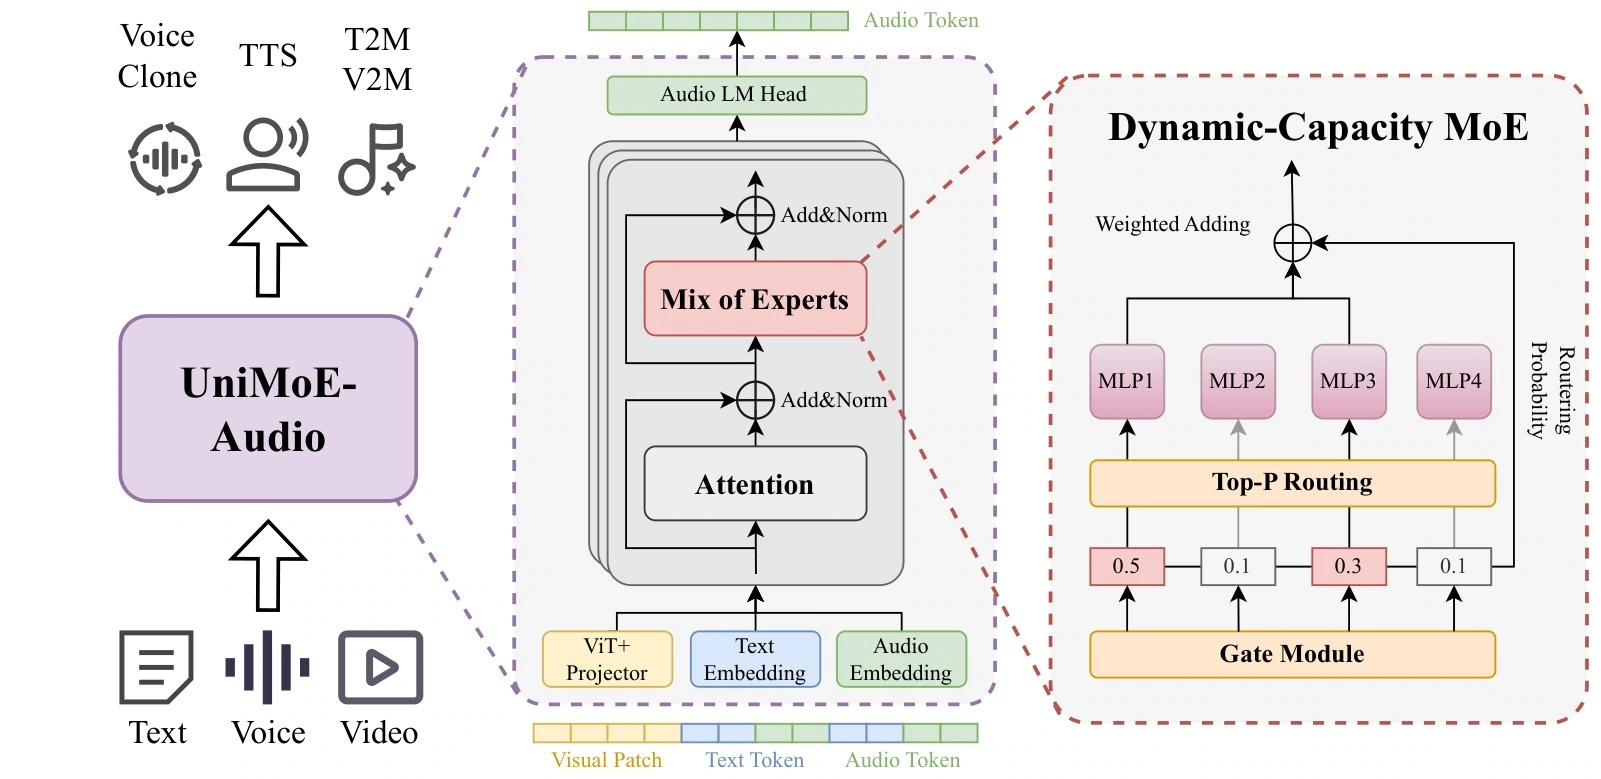 Voice
Clone
TTS
T2M
V2M
UniMoE-
Audio
Text
Voice
Video
Audio Token
Audio LM Head
Add&Norm
Mix of Experts
Add&Norm
Attention
ViT+
Projector
Text
Embedding
Audio
Embedding
Visual Patch
Text Token
Audio Token
Dynamic-Capacity MoE
Weighted Adding
MLP1
MLP2
MLP3
MLP4
Routering
Probability
Top-P Routing
0.5
0.1
0.3
0.1
Gate Module